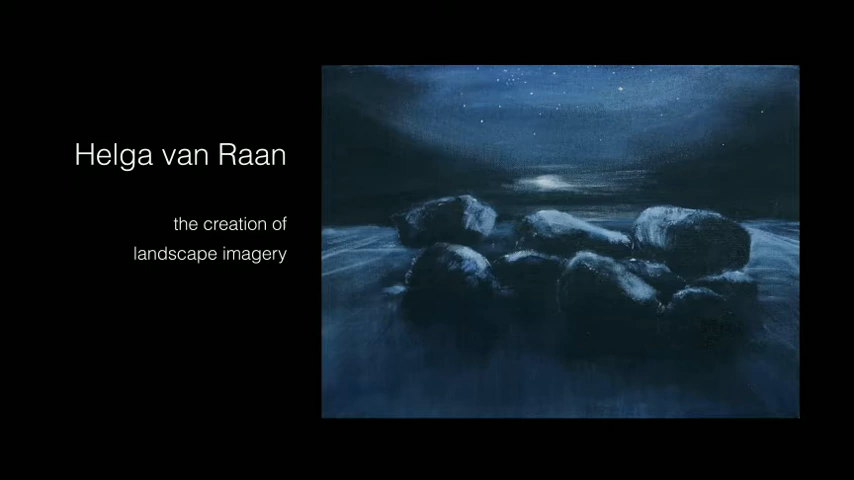 Helga van Raan
the creation of
landscape imagery